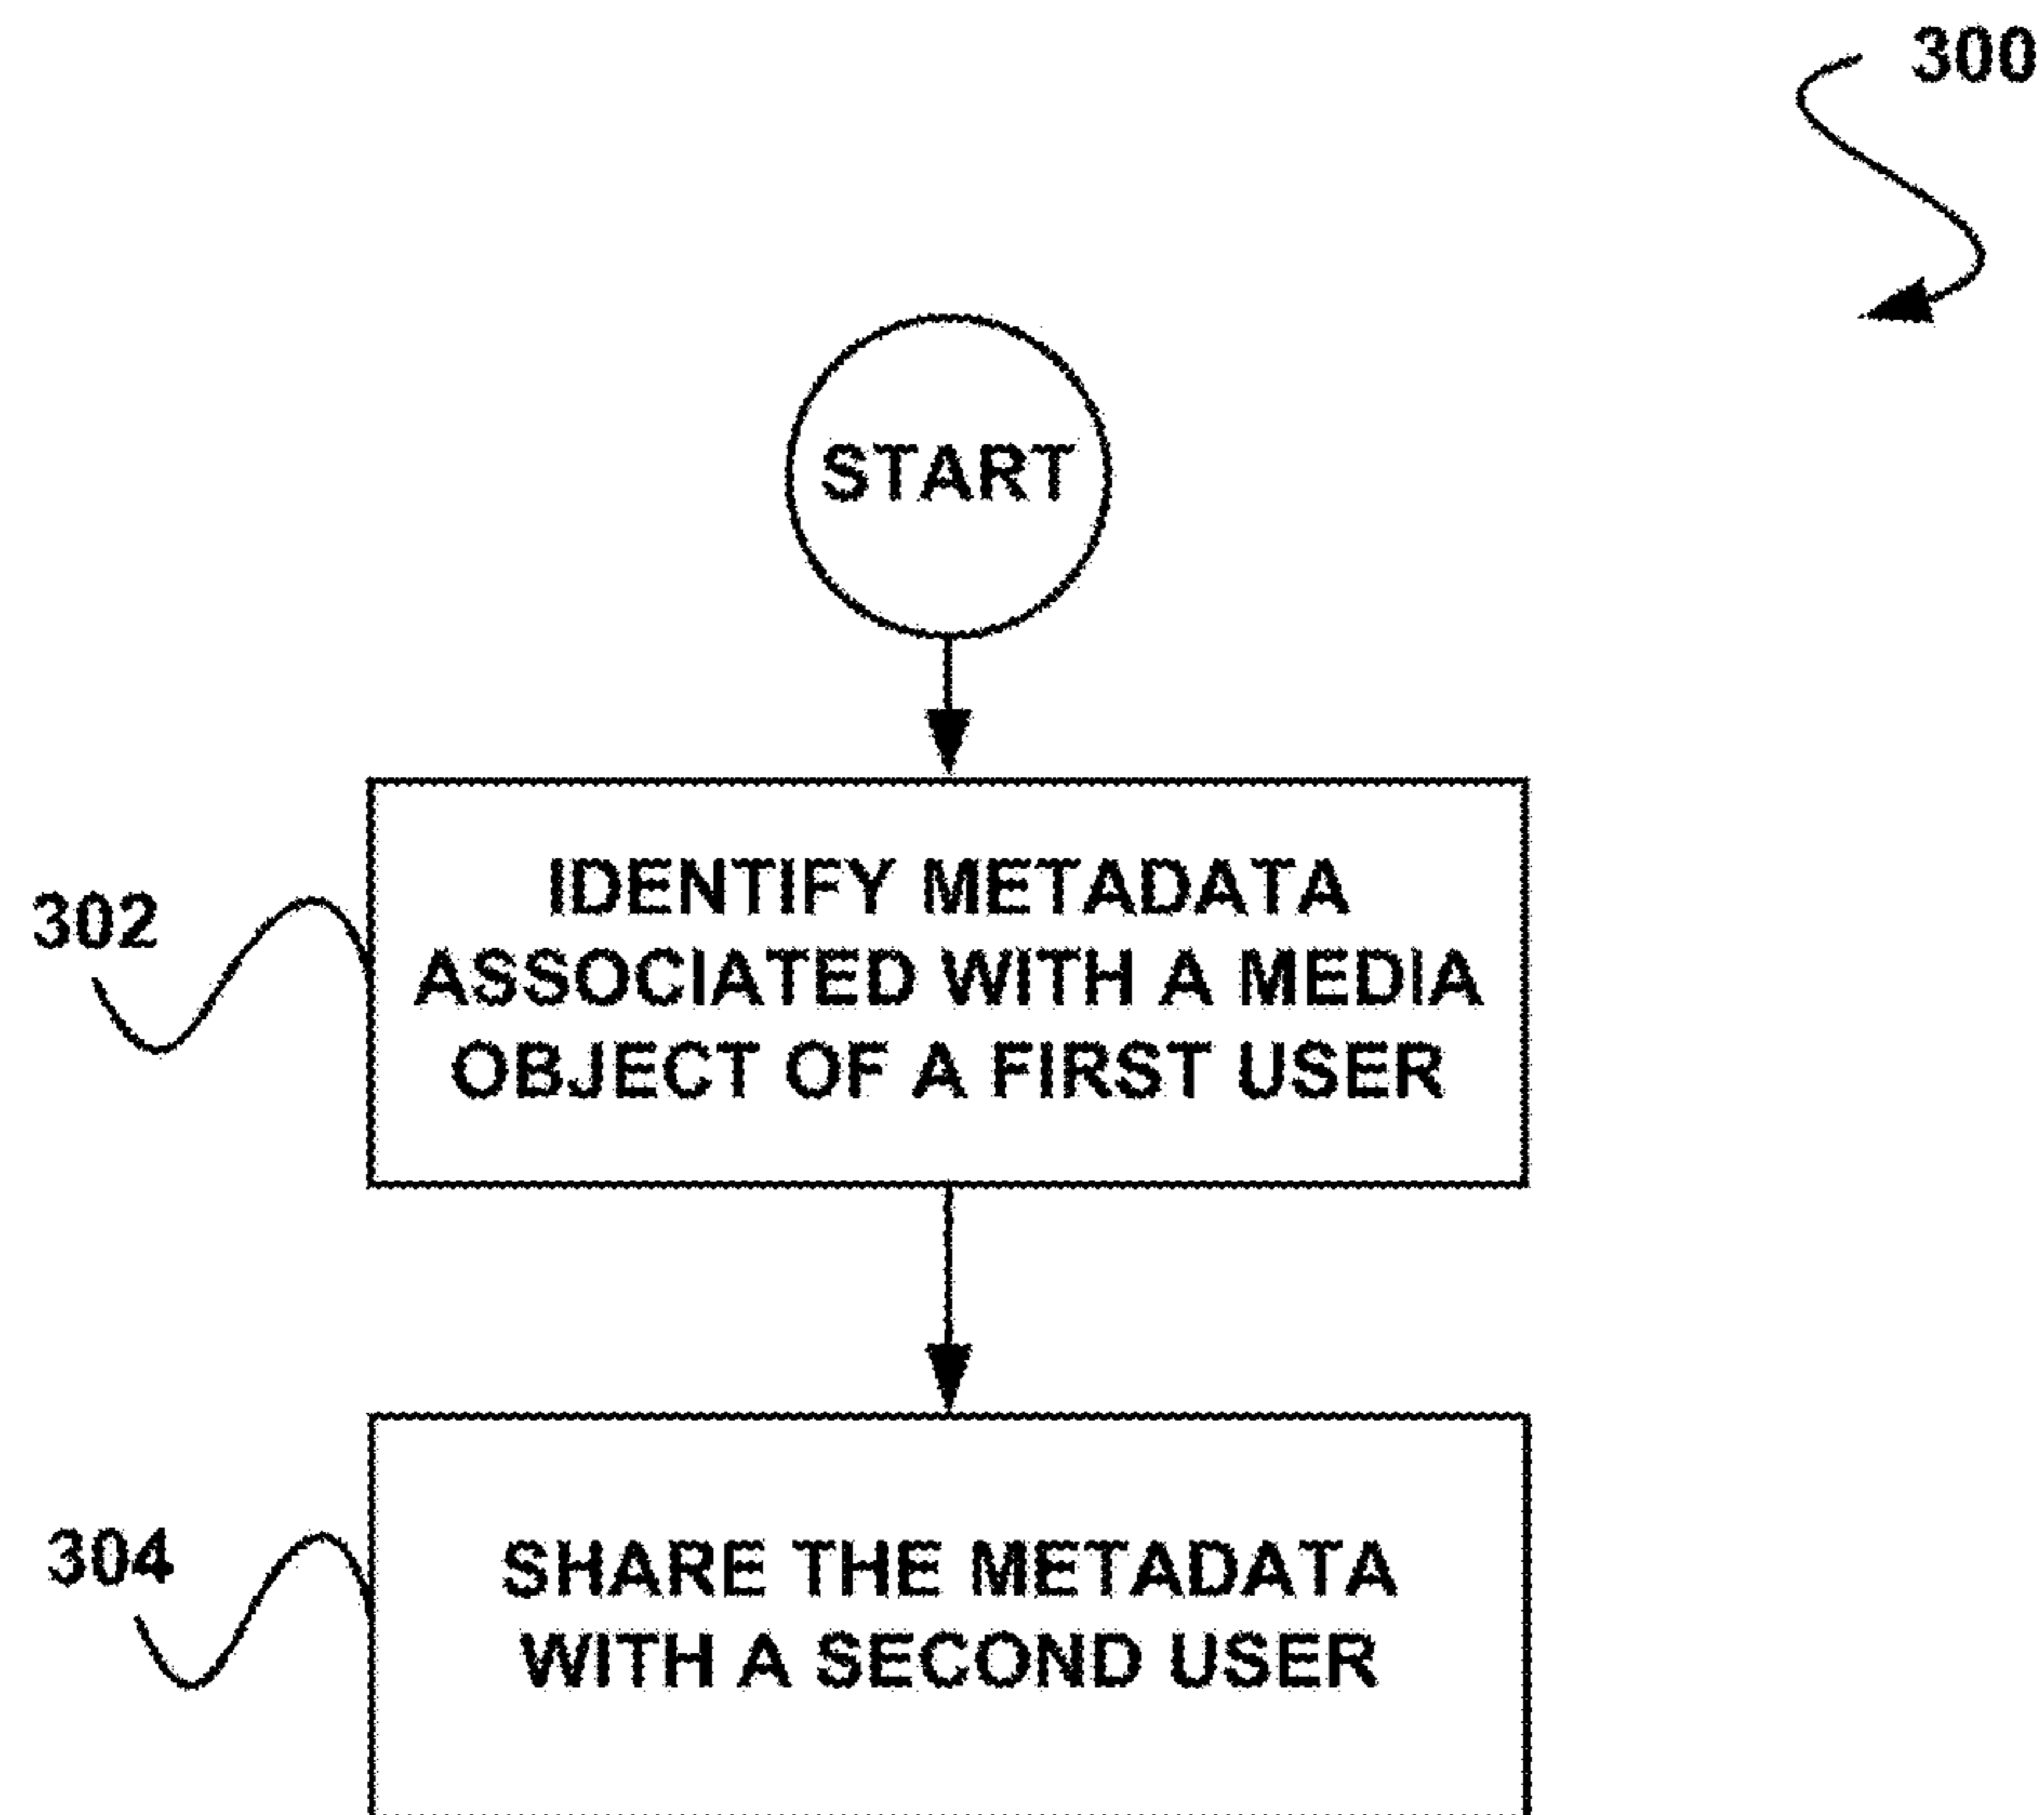 300
START
302
IDENTIFY METADATA
ASSOCIATED WITH A MEDIA
OBJECT OF A FIRST USER
304
SHARE THE METADATA
WITH A SECOND USER